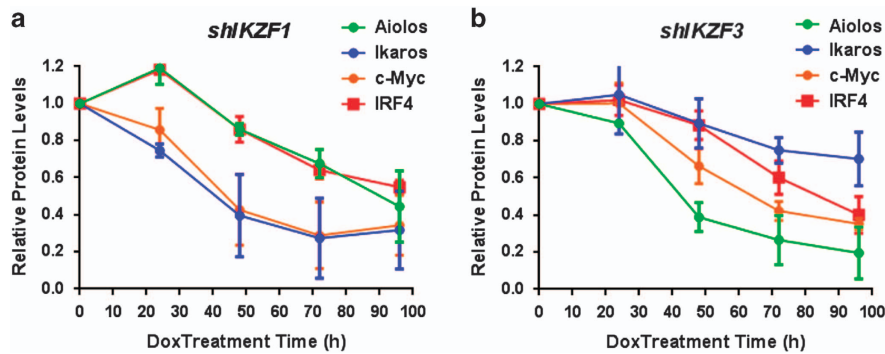 a
shIKZF1
Aiolos
Ikaros
c-Myc
IRF4
Relative Protein Levels
1.2
1.0
0.8
0.6
0.4
0.2
0.0
0 10 20 30 40 50 60 70 80 90 100
DoxTreatment Time (h)
b
shIKZF3
Aiolos
Ikaros
c-Myc
IRF4
Relative Protein Levels
1.2
1.0
0.8
0.6
0.4
0.2
0.0
0 10 20 30 40 50 60 70 80 90 100
DoxTreatment Time (h)